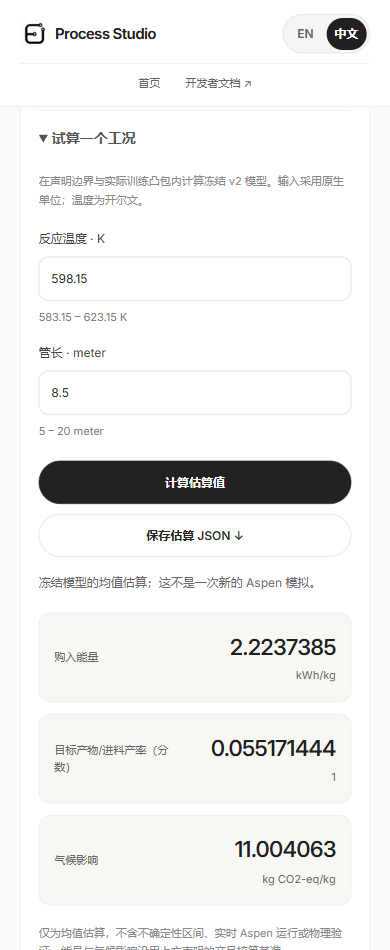 Process Studio
EN 中文
首页 开发者文档 ↗
▼ 试算一个工况
在声明边界与实际训练凸包内计算冻结 v2 模型。输入采用原生
单位；温度为开尔文。
反应温度 · K
598.15
583.15 – 623.15 K
管长 · meter
8.5
5 – 20 meter
计算估算值
保存估算 JSON ↓
冻结模型的均值估算；这不是一次新的 Aspen 模拟。
购入能量
2.2237385
kWh/kg
目标产物/进料产率（分
数）
0.055171444
1
气候影响
11.004063
kg CO2-eq/kg
仅为均值估算，不含不确定性区间、实时 Aspen 运行或物理验